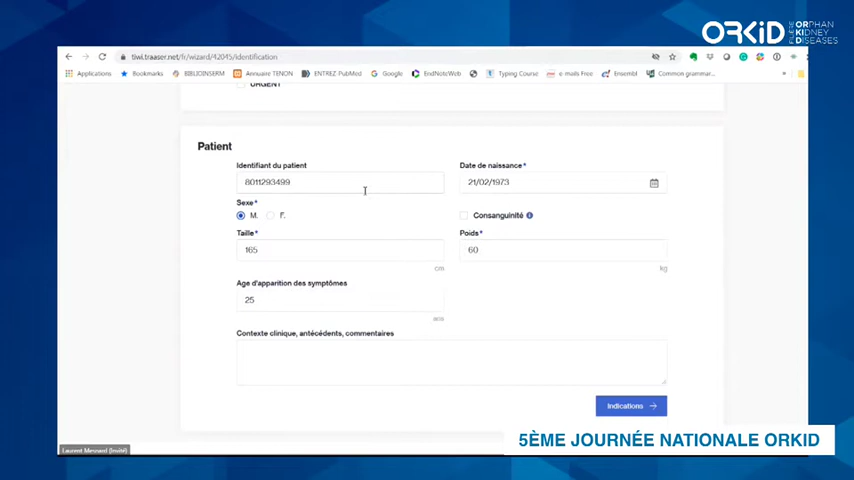 ORKiD
FILIÈRE
ORPHAN
KIDNEY
DISEASES
tiwi.traaser.net/fr/wizard/42045/identification
Applications Bookmarks BIBLIOINSERM Annuaire TENON ENTREZ-PubMed Google EndNoteWeb Typing Course e-mails Free Ensembl Common grammar...
URGENT
Patient
Identifiant du patient Date de naissance*
8011293499 21/02/1973
Sexe*
M. F. Consanguinité
Taille* Poids*
165 60
cm kg
Age d'apparition des symptômes
25
ans
Contexte clinique, antécédents, commentaires
Indications →
5ÈME JOURNÉE NATIONALE ORKID
Laurent Mesnard (Invité)